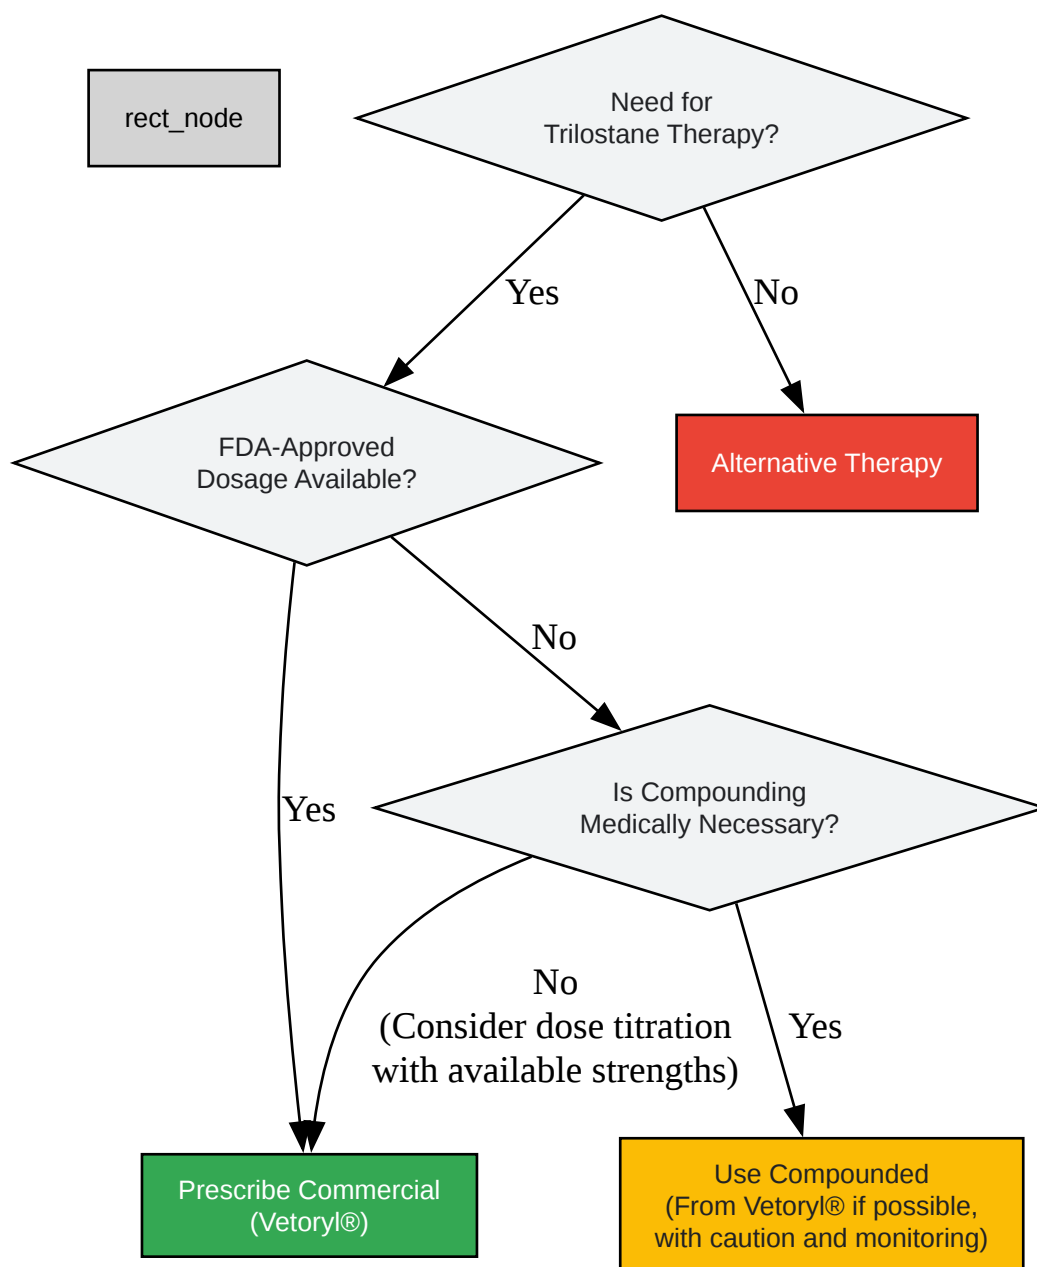 rect_node
Need for
Trilostane Therapy?
Yes
No
FDA-Approved
Dosage Available?
Alternative Therapy
No
Is Compounding
Medically Necessary?
Yes
No
(Consider dose titration
with available strengths)
Yes
Prescribe Commercial
(Vetoryl®)
Use Compounded
(From Vetoryl® if possible,
with caution and monitoring)